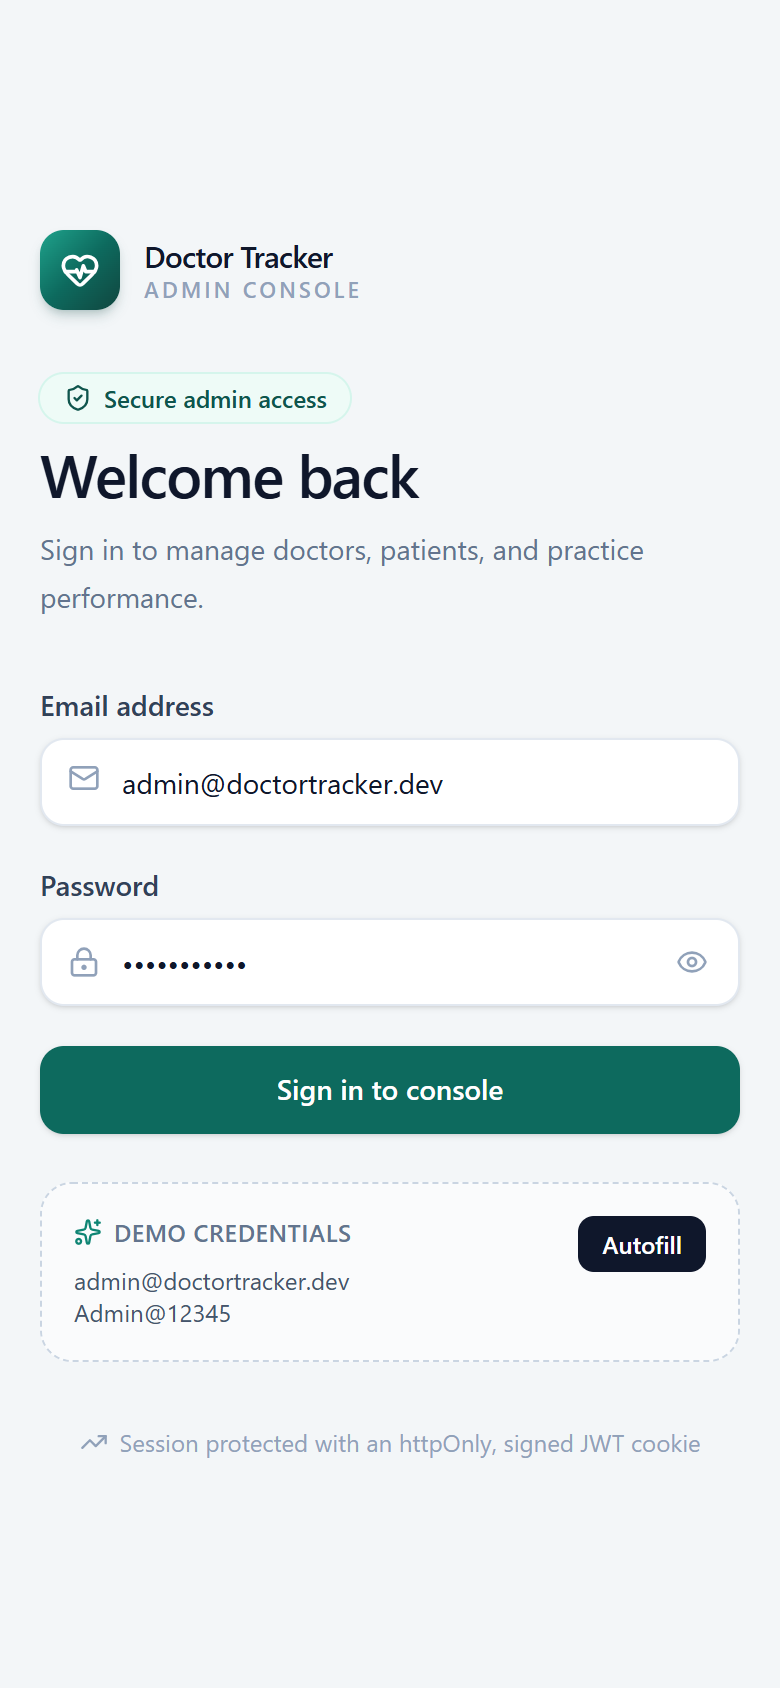 Doctor Tracker
ADMIN CONSOLE
Secure admin access
Welcome back
Sign in to manage doctors, patients, and practice
performance.
Email address
admin@doctortracker.dev
Password
•••••••••••
Sign in to console
DEMO CREDENTIALS
Autofill
admin@doctortracker.dev
Admin@12345
Session protected with an httpOnly, signed JWT cookie